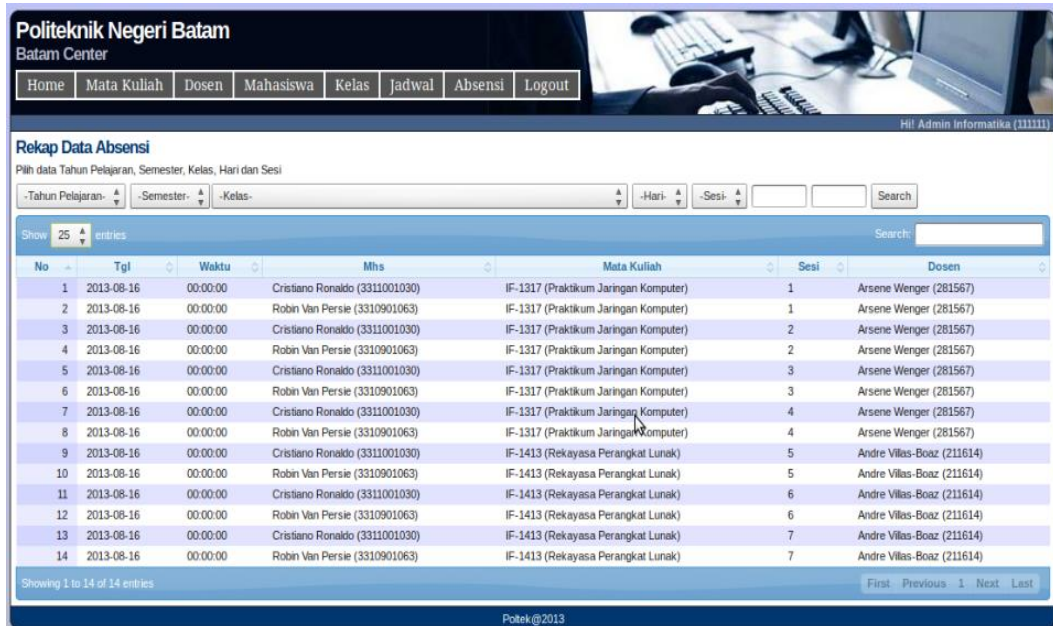 Politeknik Negeri Batam
Batam Center
Home Mata Kuliah Dosen Mahasiswa Kelas Jadwal Absensi Logout
Hi! Admin Informatika (111111)
Rekap Data Absensi
Pilih data Tahun Pelajaran, Semester, Kelas, Hari dan Sesi
-Tahun Pelajaran- -Semester- -Kelas- -Hari- -Sesi- Search
Show 25 entries Search:
No Tgl Waktu Mhs Mata Kuliah Sesi Dosen
1 2013-08-16 00:00:00 Cristiano Ronaldo (3311001030) IF-1317 (Praktikum Jaringan Komputer) 1 Arsene Wenger (281567)
2 2013-08-16 00:00:00 Robin Van Persie (3310901063) IF-1317 (Praktikum Jaringan Komputer) 1 Arsene Wenger (281567)
3 2013-08-16 00:00:00 Cristiano Ronaldo (3311001030) IF-1317 (Praktikum Jaringan Komputer) 2 Arsene Wenger (281567)
4 2013-08-16 00:00:00 Robin Van Persie (3310901063) IF-1317 (Praktikum Jaringan Komputer) 2 Arsene Wenger (281567)
5 2013-08-16 00:00:00 Cristiano Ronaldo (3311001030) IF-1317 (Praktikum Jaringan Komputer) 3 Arsene Wenger (281567)
6 2013-08-16 00:00:00 Robin Van Persie (3310901063) IF-1317 (Praktikum Jaringan Komputer) 3 Arsene Wenger (281567)
7 2013-08-16 00:00:00 Cristiano Ronaldo (3311001030) IF-1317 (Praktikum Jaringan Komputer) 4 Arsene Wenger (281567)
8 2013-08-16 00:00:00 Robin Van Persie (3310901063) IF-1317 (Praktikum Jaringan Komputer) 4 Arsene Wenger (281567)
9 2013-08-16 00:00:00 Cristiano Ronaldo (3311001030) IF-1413 (Rekayasa Perangkat Lunak) 5 Andre Villas-Boaz (211614)
10 2013-08-16 00:00:00 Robin Van Persie (3310901063) IF-1413 (Rekayasa Perangkat Lunak) 5 Andre Villas-Boaz (211614)
11 2013-08-16 00:00:00 Cristiano Ronaldo (3311001030) IF-1413 (Rekayasa Perangkat Lunak) 6 Andre Villas-Boaz (211614)
12 2013-08-16 00:00:00 Robin Van Persie (3310901063) IF-1413 (Rekayasa Perangkat Lunak) 6 Andre Villas-Boaz (211614)
13 2013-08-16 00:00:00 Cristiano Ronaldo (3311001030) IF-1413 (Rekayasa Perangkat Lunak) 7 Andre Villas-Boaz (211614)
14 2013-08-16 00:00:00 Robin Van Persie (3310901063) IF-1413 (Rekayasa Perangkat Lunak) 7 Andre Villas-Boaz (211614)
Showing 1 to 14 of 14 entries First Previous 1 Next Last
Poltek@2013